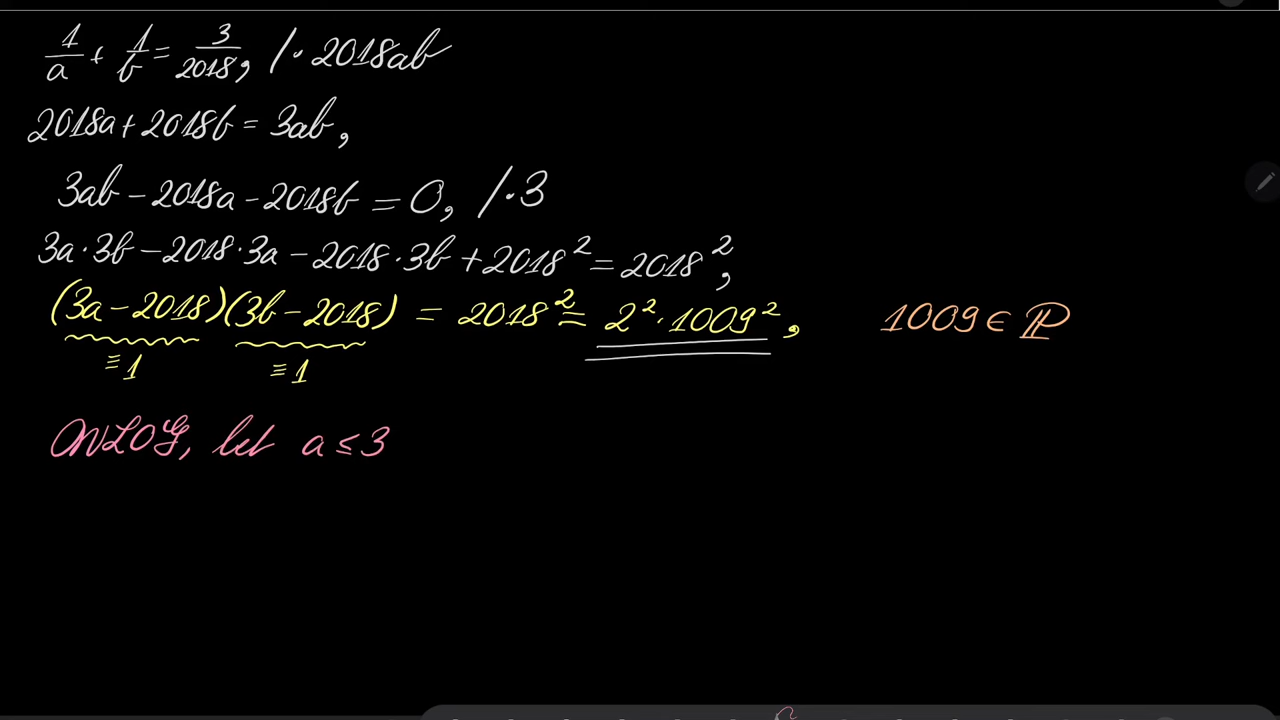 1/a + 1/b = 3/2018, /·2018ab
2018a + 2018b = 3ab,
3ab – 2018a – 2018b = 0, /·3
3a·3b – 2018·3a – 2018·3b + 2018² = 2018²,
(3a – 2018)(3b – 2018) = 2018² = 2²·1009², 1009 ∈ ℙ
≡1 ≡1
WLOG, let a ≤ 3